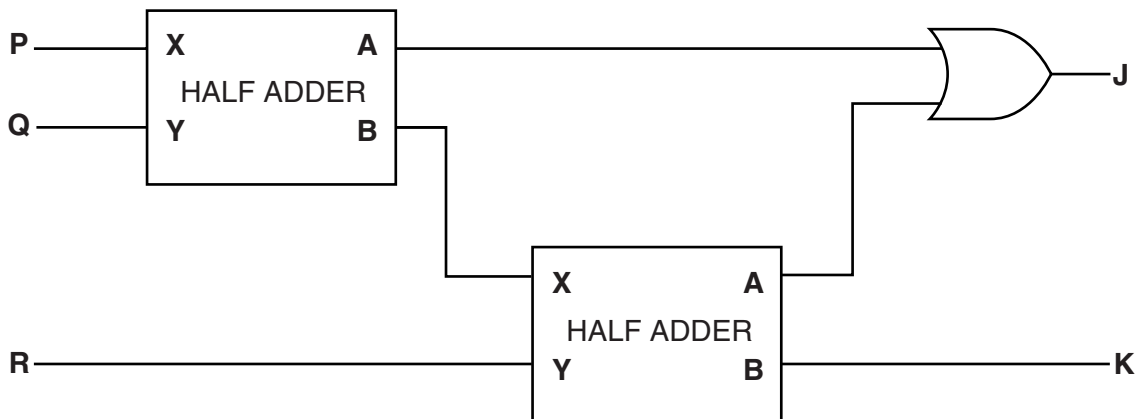 P X A
HALF ADDER
Q Y B
J
X A
HALF ADDER
R Y B K